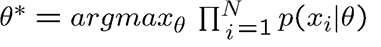 θ* = argmax_θ ∏_{i=1}^{N} p(x_i|θ)